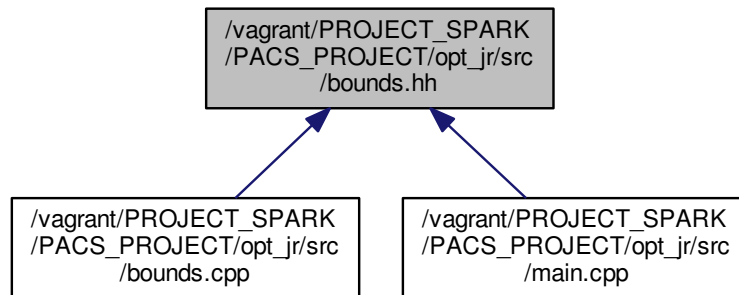 /vagrant/PROJECT_SPARK
/PACS_PROJECT/opt_jr/src
/bounds.hh
/vagrant/PROJECT_SPARK
/PACS_PROJECT/opt_jr/src
/bounds.cpp
/vagrant/PROJECT_SPARK
/PACS_PROJECT/opt_jr/src
/main.cpp